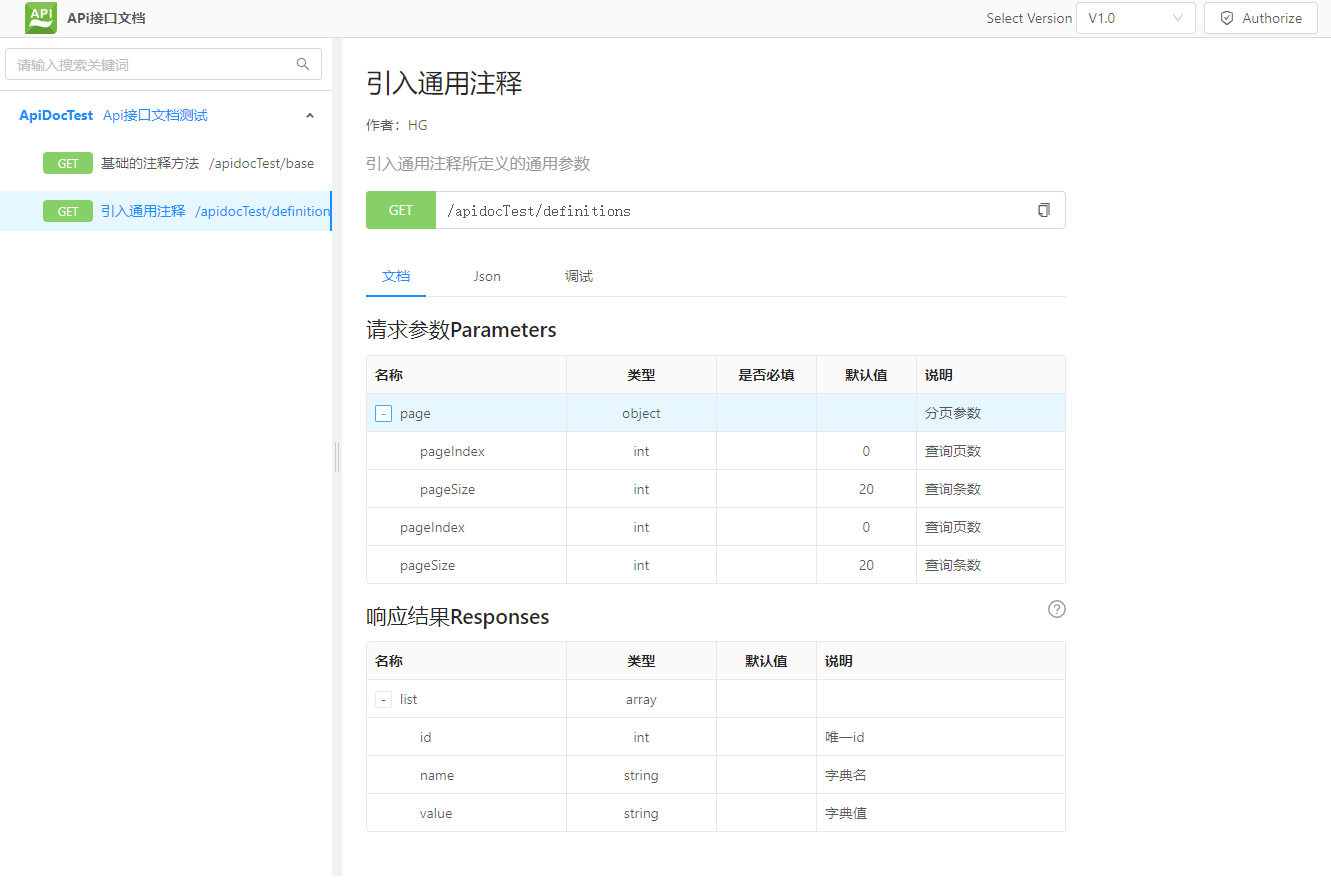 API APi接口文档 Select Version V1.0 Authorize
请输入搜索关键词
ApiDocTest Api接口文档测试
GET 基础的注释方法 /apidocTest/base
GET 引入通用注释 /apidocTest/definition
引入通用注释
作者：HG
引入通用注释所定义的通用参数
GET /apidocTest/definitions
文档 Json 调试
请求参数Parameters
名称 类型 是否必填 默认值 说明
- page object 分页参数
pageIndex int 0 查询页数
pageSize int 20 查询条数
pageIndex int 0 查询页数
pageSize int 20 查询条数
响应结果Responses ?
名称 类型 默认值 说明
- list array
id int 唯一id
name string 字典名
value string 字典值